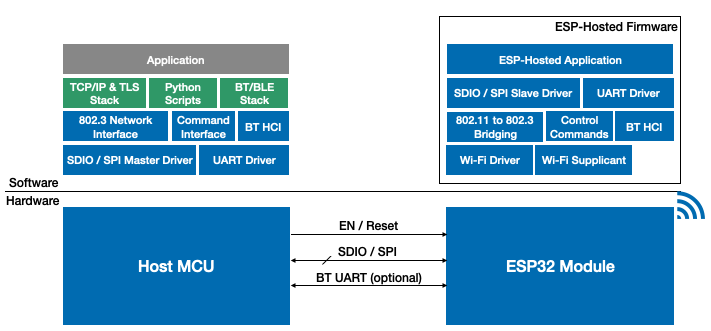 ESP-Hosted Firmware
Application
TCP/IP & TLS
Stack
Python
Scripts
BT/BLE
Stack
802.3 Network
Interface
Command
Interface
BT HCI
SDIO / SPI Master Driver
UART Driver
ESP-Hosted Application
SDIO / SPI Slave Driver
UART Driver
802.11 to 802.3
Bridging
Control
Commands
BT HCI
Wi-Fi Driver
Wi-Fi Supplicant
Software
Hardware
Host MCU
EN / Reset
SDIO / SPI
BT UART (optional)
ESP32 Module